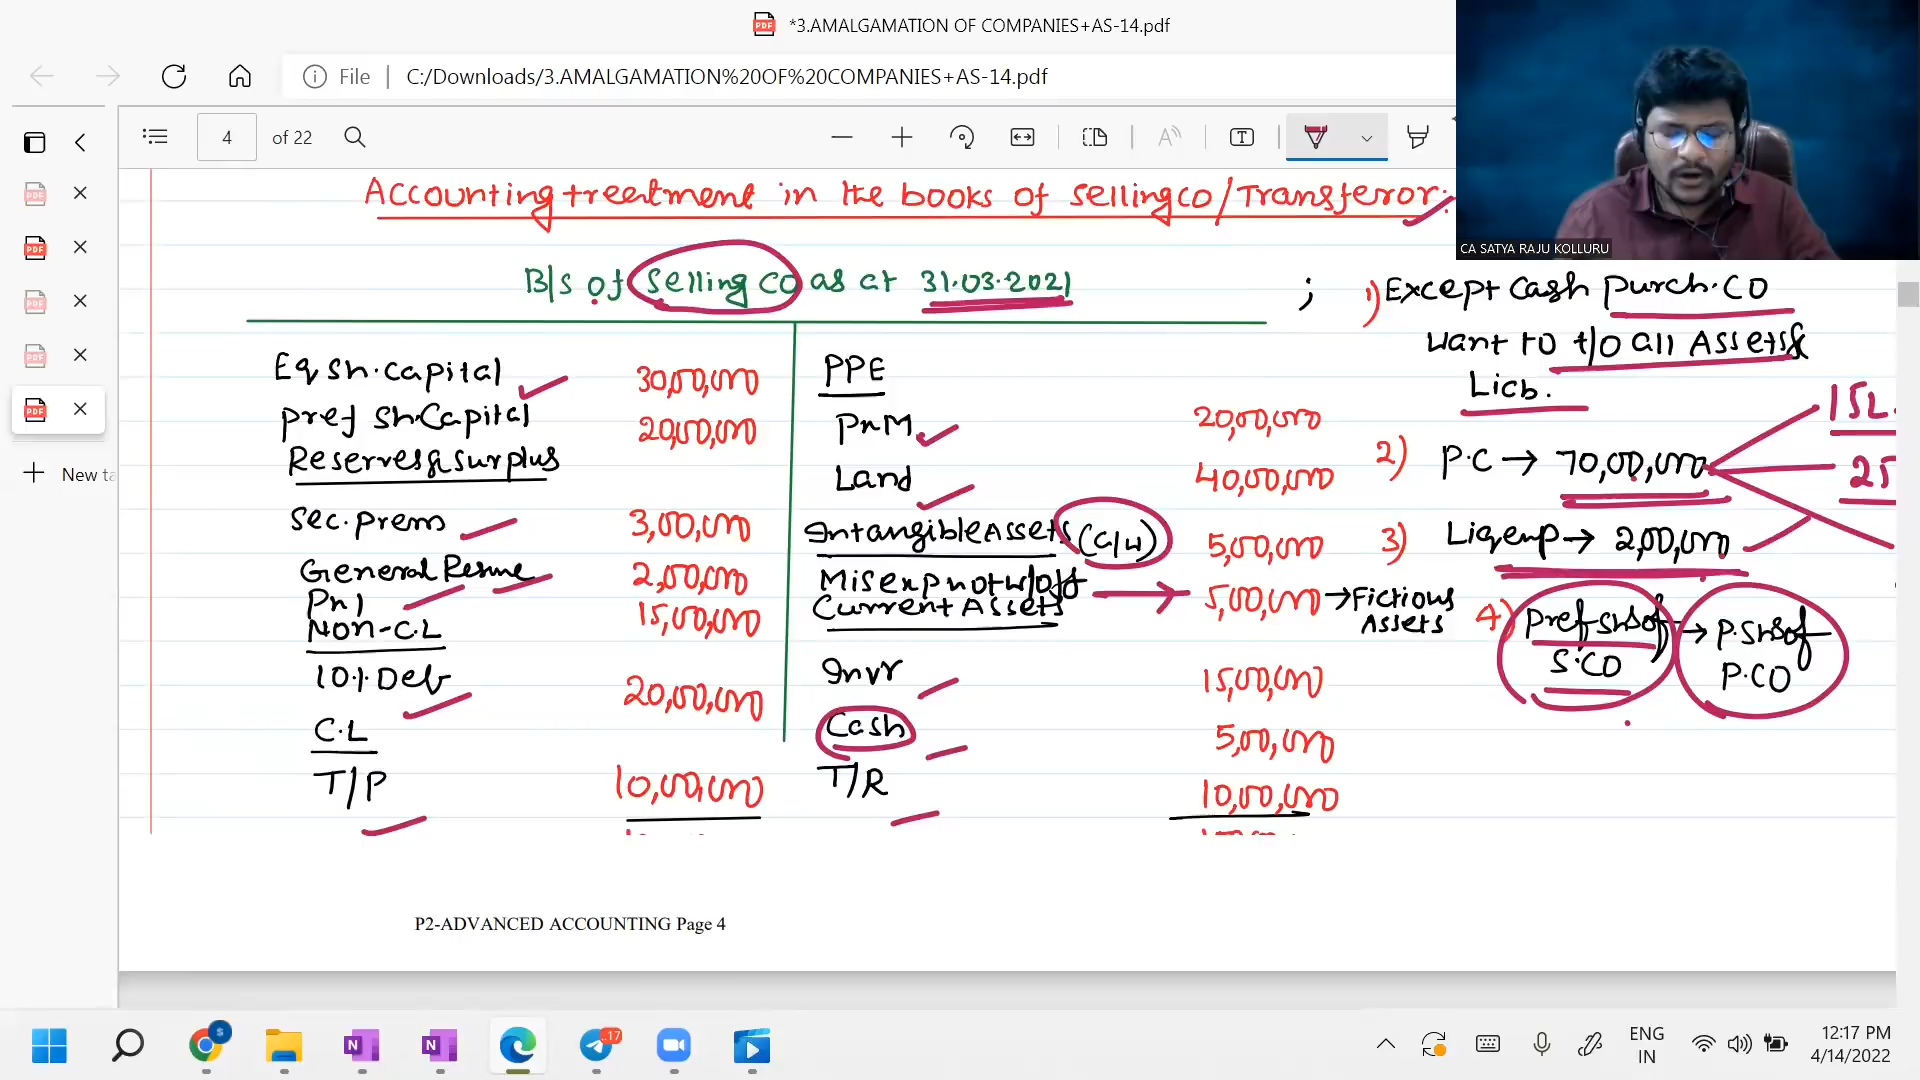 *3.AMALGAMATION OF COMPANIES+AS-14.pdf
File C:/Downloads/3.AMALGAMATION%20OF%20COMPANIES+AS-14.pdf
4 of 22
New ta
CA SATYA RAJU KOLLURU
Accounting treatment in the books of selling co/Transferor:
B/s of selling co as at 31.03.2021
Eq sh. capital 30,00,000
pref sh. Capital 20,00,000
Reserves & surplus
sec. prem 3,00,000
General Reserve 2,00,000
Pnl 15,00,000
Non-C.L
10% Deb 20,00,000
C.L
T/P 10,00,000
PPE
PnM 20,00,000
Land 40,00,000
Intangible Assets (G/W) 5,00,000
Mis exp not w/off 5,00,000 → Fictious Assets
Current Assets
Invr 15,00,000
Cash 5,00,000
T/R 10,00,000
; 1) Except cash purch. co
want to t/o all Assets &
Liab.
2) P.C → 70,00,000
15L
25
3) Liq exp → 2,00,000
4) Pref shs of → P. shs of
S.CO P.CO
P2-ADVANCED ACCOUNTING Page 4
17
ENG
IN
12:17 PM
4/14/2022